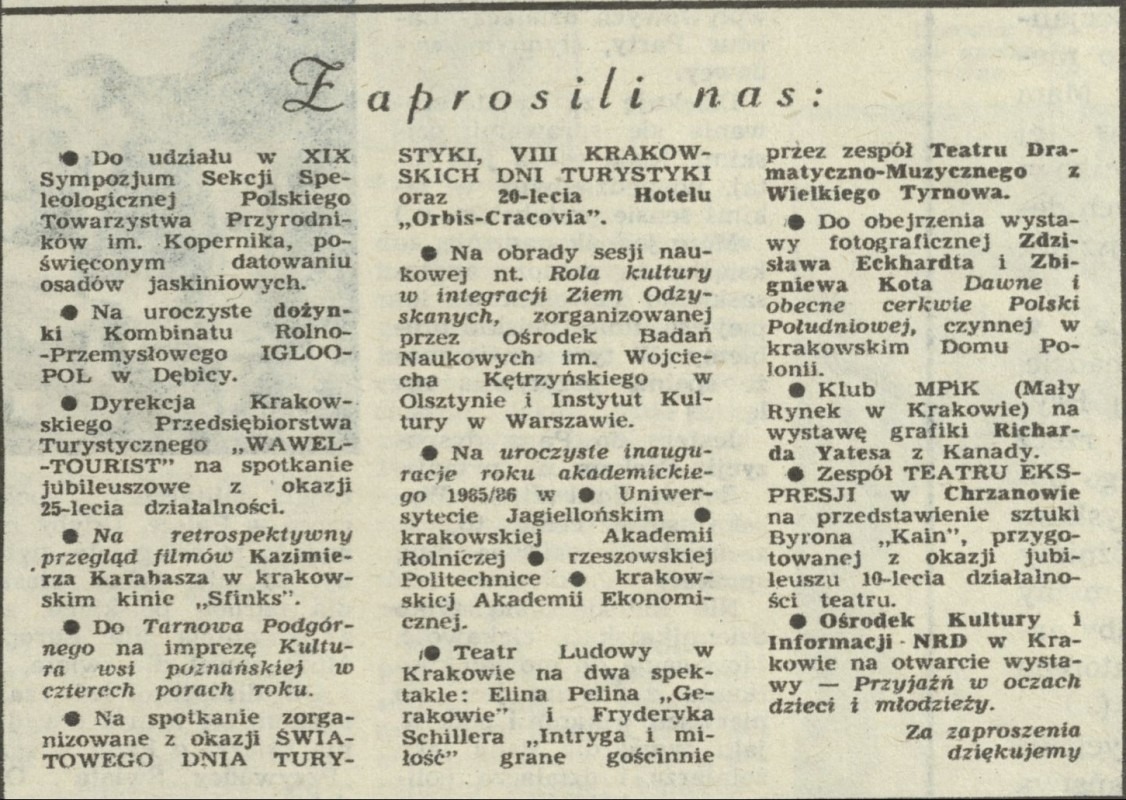 Zaprosili nas:
● Do udziału w XIX
Sympozjum Sekcji Spe-
leologicznej Polskiego
Towarzystwa Przyrodni-
ków im. Kopernika, po-
święconym datowaniu
osadów jaskiniowych.
● Na uroczyste dożyn-
ki Kombinatu Rolno-
-Przemysłowego IGLOO-
POL w Dębicy.
● Dyrekcja Krakow-
skiego Przedsiębiorstwa
Turystycznego „WAWEL-
-TOURIST” na spotkanie
jubileuszowe z okazji
25-lecia działalności.
● Na retrospektywny
przegląd filmów Kazimie-
rza Karabasza w krakow-
skim kinie „Sfinks”.
● Do Tarnowa Podgór-
nego na imprezę Kultu-
ra wsi poznańskiej w
czterech porach roku.
● Na spotkanie zorga-
nizowane z okazji ŚWIA-
TOWEGO DNIA TURY-
STYKI, VIII KRAKOW-
SKICH DNI TURYSTYKI
oraz 20-lecia Hotelu
„Orbis-Cracovia”.
● Na obrady sesji nau-
kowej nt. Rola kultury
w integracji Ziem Odzy-
skanych, zorganizowanej
przez Ośrodek Badań
Naukowych im. Wojcie-
cha Kętrzyńskiego w
Olsztynie i Instytut Kul-
tury w Warszawie.
● Na uroczyste inaugu-
racje roku akademickie-
go 1985/86 w ● Uniwer-
sytecie Jagiellońskim ●
krakowskiej Akademii
Rolniczej ● rzeszowskiej
Politechnice ● krakow-
skiej Akademii Ekonomi-
cznej.
● Teatr Ludowy w
Krakowie na dwa spek-
takle: Elina Pelina „Ge-
rakowie” i Fryderyka
Schillera „Intryga i mi-
łość” grane gościnnie
przez zespół Teatru Dra-
matyczno-Muzycznego z
Wielkiego Tyrnowa.
● Do obejrzenia wysta-
wy fotograficznej Zdzi-
sława Eckhardta i Zbi-
gniewa Kota Dawne i
obecne cerkwie Polski
Południowej, czynnej w
krakowskim Domu Po-
lonii.
● Klub MPiK (Mały
Rynek w Krakowie) na
wystawę grafiki Richar-
da Yatesa z Kanady.
● Zespół TEATRU EKS-
PRESJI w Chrzanowie
na przedstawienie sztuki
Byrona „Kain”, przygo-
towanej z okazji jubi-
leuszu 10-lecia działalno-
ści teatru.
● Ośrodek Kultury i
Informacji NRD w Kra-
kowie na otwarcie wysta-
wy — Przyjaźń w oczach
dzieci i młodzieży.
Za zaproszenia
dziękujemy